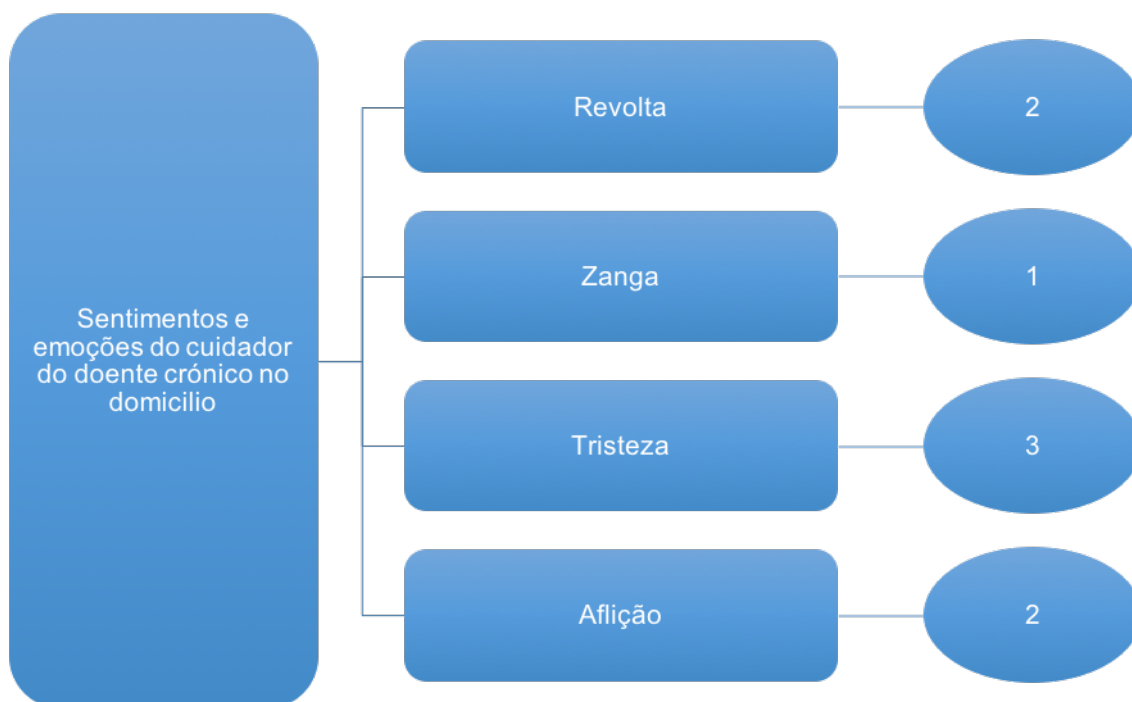 Sentimentos e
emoções do cuidador
do doente crónico no
domicilio
Revolta
2
Zanga
1
Tristeza
3
Aflição
2